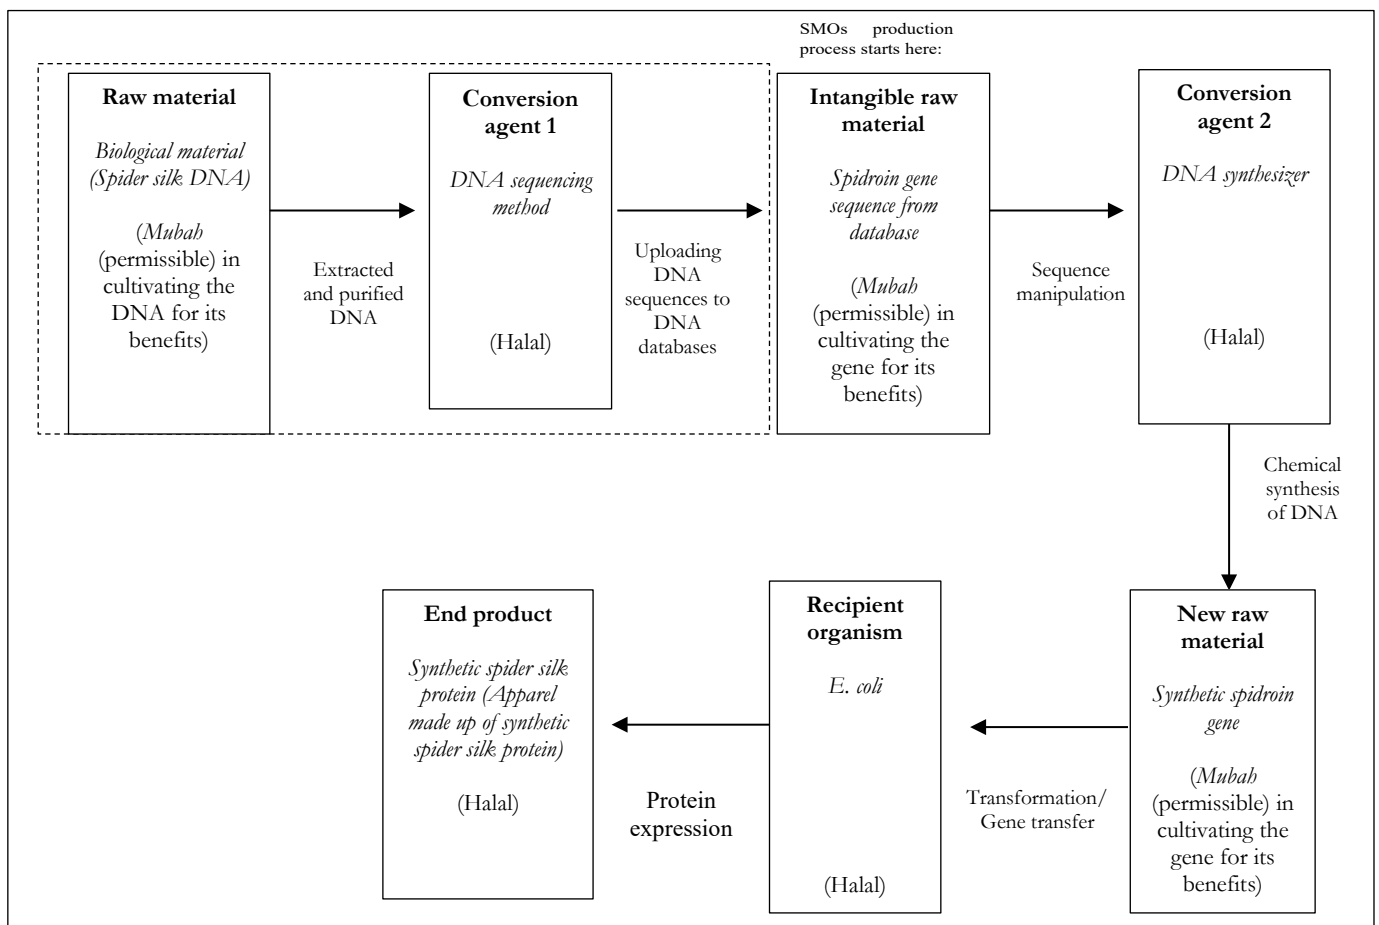 SMOs production
process starts here:
Raw material
Biological material
(Spider silk DNA)
(Mubah
(permissible) in
cultivating the
DNA for its
benefits)
Extracted
and purified
DNA
Conversion
agent 1
DNA sequencing
method
(Halal)
Uploading
DNA
sequences to
DNA
databases
Intangible raw
material
Spidroin gene
sequence from
database
(Mubah
(permissible) in
cultivating the
gene for its
benefits)
Sequence
manipulation
Conversion
agent 2
DNA synthesizer
(Halal)
Chemical
synthesis
of DNA
New raw
material
Synthetic spidroin
gene
(Mubah
(permissible) in
cultivating the
gene for its
benefits)
Transformation/
Gene transfer
Recipient
organism
E. coli
(Halal)
Protein
expression
End product
Synthetic spider silk
protein (Apparel
made up of synthetic
spider silk protein)
(Halal)